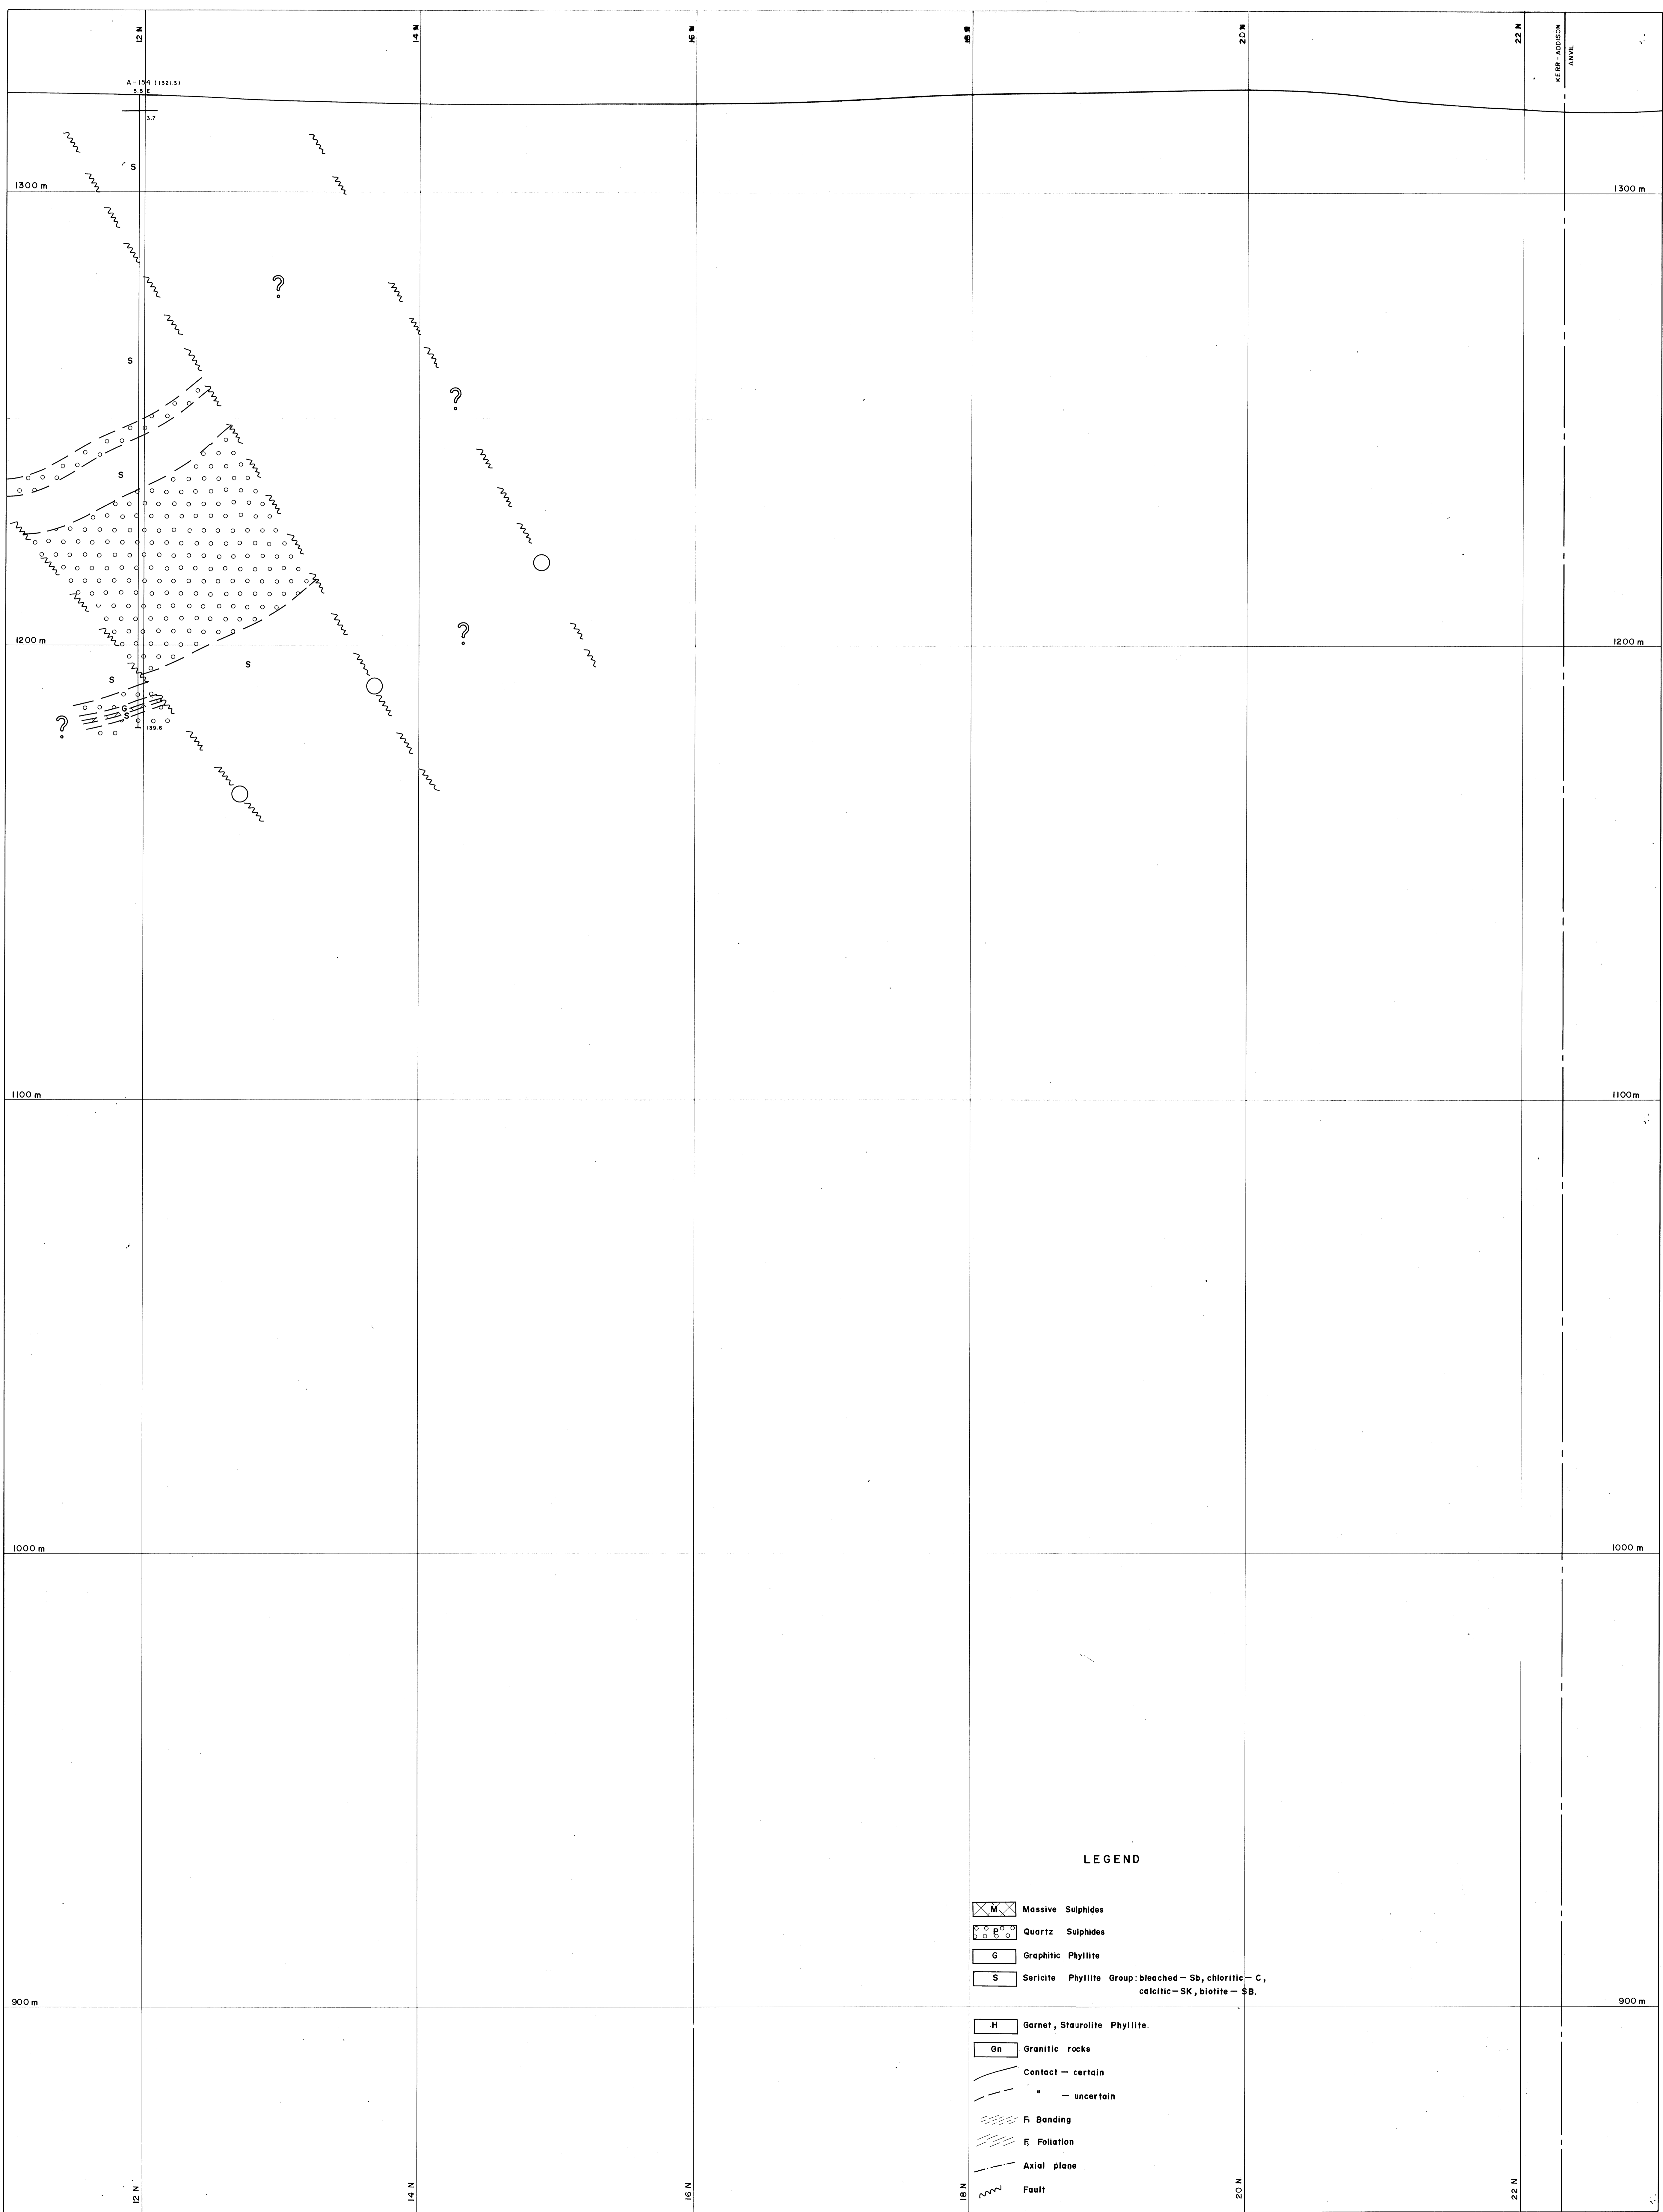 12 N
14 N
16 N
18 N
20 N
22 N
KERR-ADDISON
ANVIL
A-154 (1321.3)
5.5 E
3.7
S
1300 m
1300 m
?
S
?
S
?
1200 m
1200 m
S
S
G
S
?
139.6
1100 m
1100 m
1000 m
1000 m
LEGEND
M Massive Sulphides
P Quartz Sulphides
G Graphitic Phyllite
S Sericite Phyllite Group: bleached — Sb, chloritic — C,
calcitic — SK, biotite — SB.
900 m
900 m
H Garnet, Staurolite Phyllite.
Gn Granitic rocks
Contact — certain
" — uncertain
F₁ Banding
F₂ Foliation
Axial plane
Fault
12 N
14 N
16 N
18 N
20 N
22 N